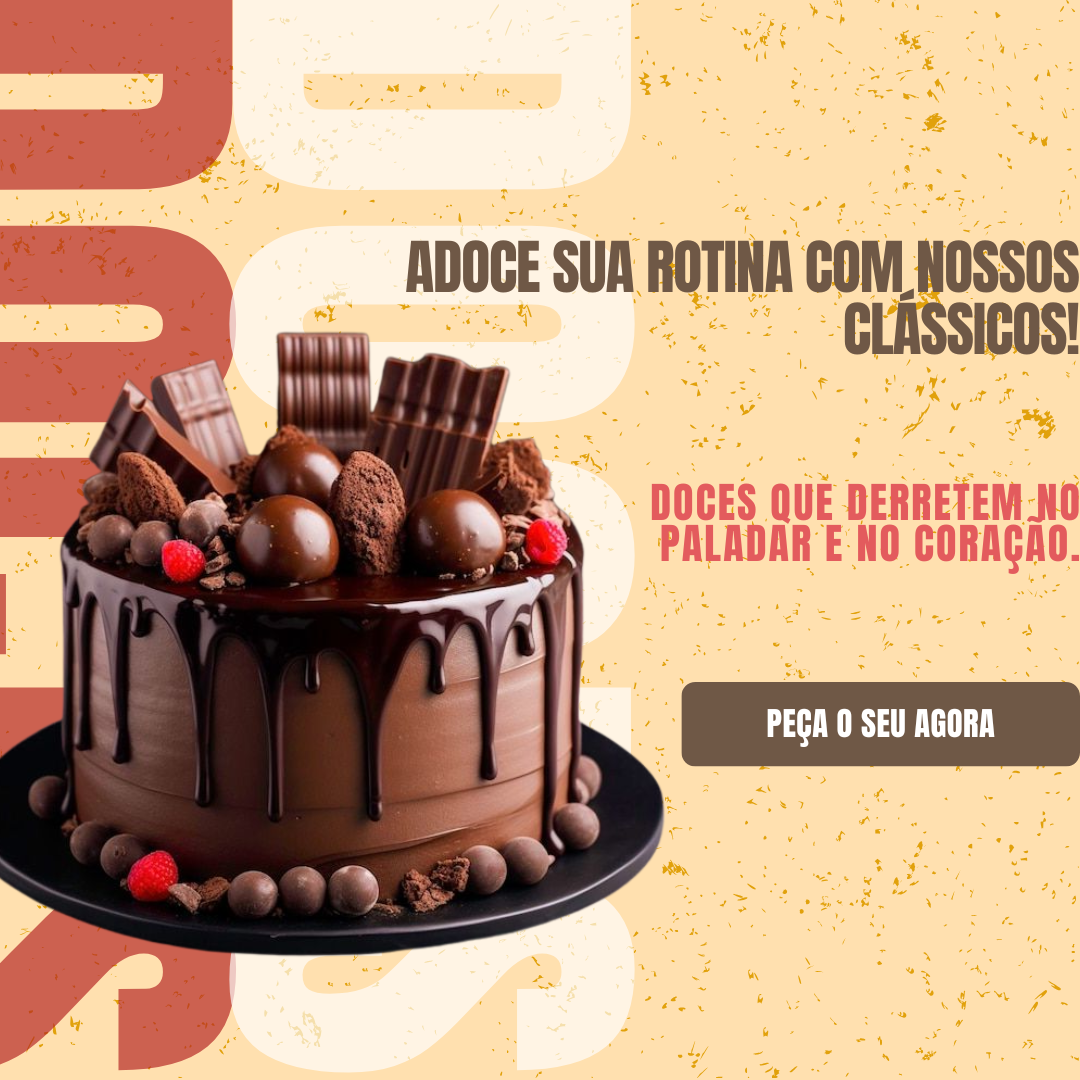 ADOCE SUA ROTINA COM NOSSOS
CLÁSSICOS!
DOCES QUE DERRETEM NO
PALADAR E NO CORAÇÃO.
PEÇA O SEU AGORA